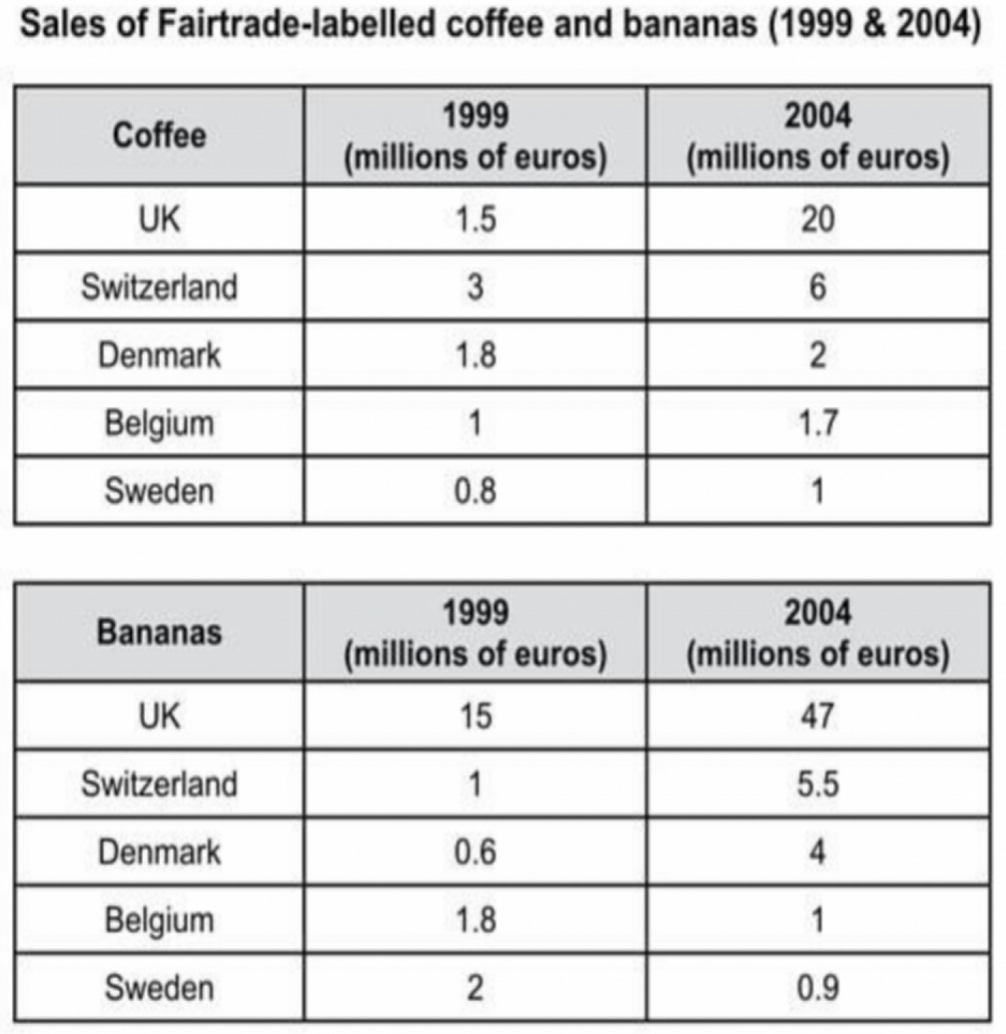 Sales of Fairtrade-labelled coffee and bananas (1999 & 2004)
Coffee 1999 (millions of euros) 2004 (millions of euros)
UK 1.5 20
Switzerland 3 6
Denmark 1.8 2
Belgium 1 1.7
Sweden 0.8 1
Bananas 1999 (millions of euros) 2004 (millions of euros)
UK 15 47
Switzerland 1 5.5
Denmark 0.6 4
Belgium 1.8 1
Sweden 2 0.9